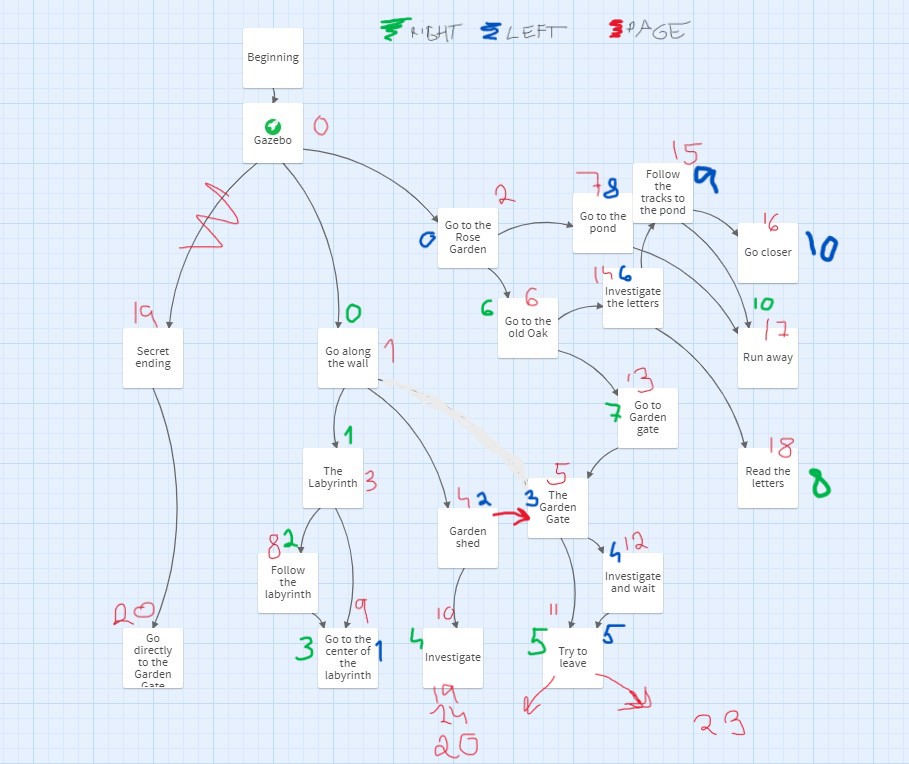 RIGHT LEFT PAGE
Beginning
Gazebo
0
15
Follow
the
tracks to
the pond
9
7 8
Go to the
pond
2
0
Go to the
Rose
Garden
16
Go closer
10
14 6
Investigate
the letters
6
6
Go to the
old Oak
10
17
Run away
19
Secret
ending
0
Go along
the wall
1
13
7
Go to
Garden
gate
1
The
Labyrinth
3
18
Read the
letters
8
4 2
Garden
shed
5
3
The
Garden
Gate
8 2
Follow
the
labyrinth
4 12
Investigate
and wait
20
Go
directly
to the
Garden
Gate
9
3
Go to the
center of
the
labyrinth
1
10
4
Investigate
19
24
20
11
5
Try to
leave
5
23